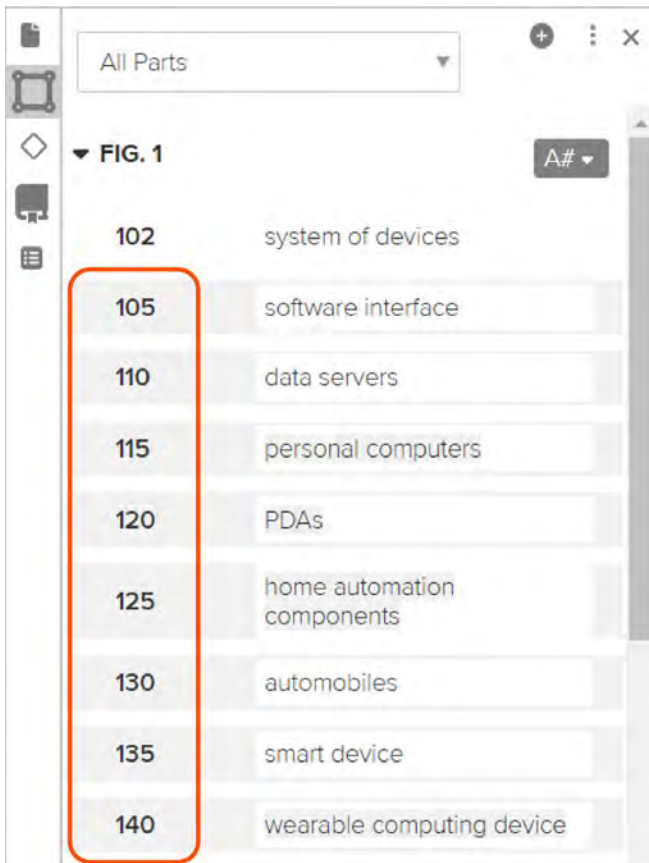 All Parts
FIG. 1
A#
102 system of devices
105 software interface
110 data servers
115 personal computers
120 PDAs
125 home automation
components
130 automobiles
135 smart device
140 wearable computing device